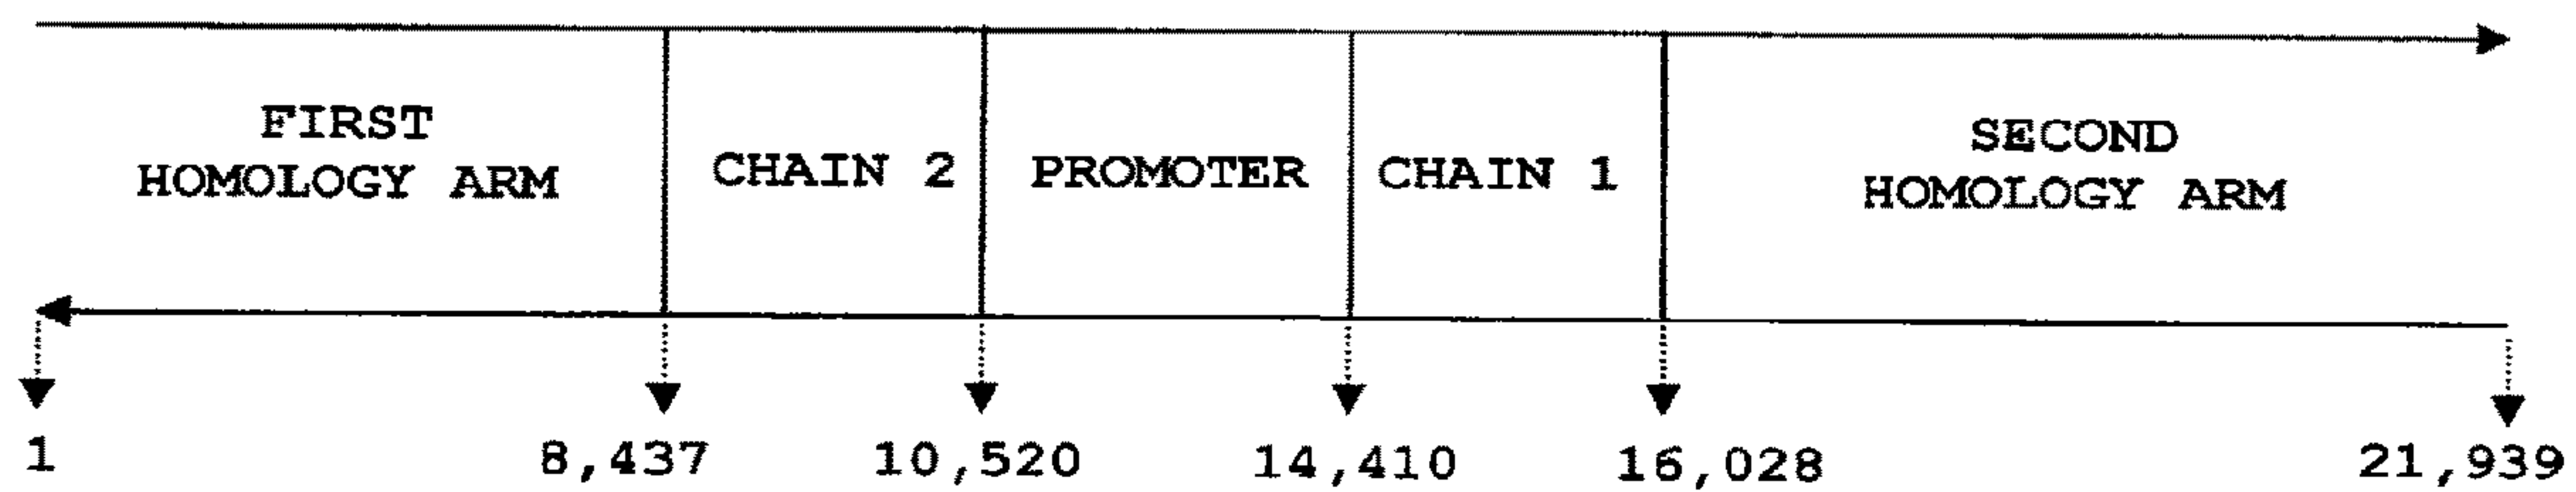 FIRST
HOMOLOGY ARM
CHAIN 2
PROMOTER
CHAIN 1
SECOND
HOMOLOGY ARM
1
8,437
10,520
14,410
16,028
21,939